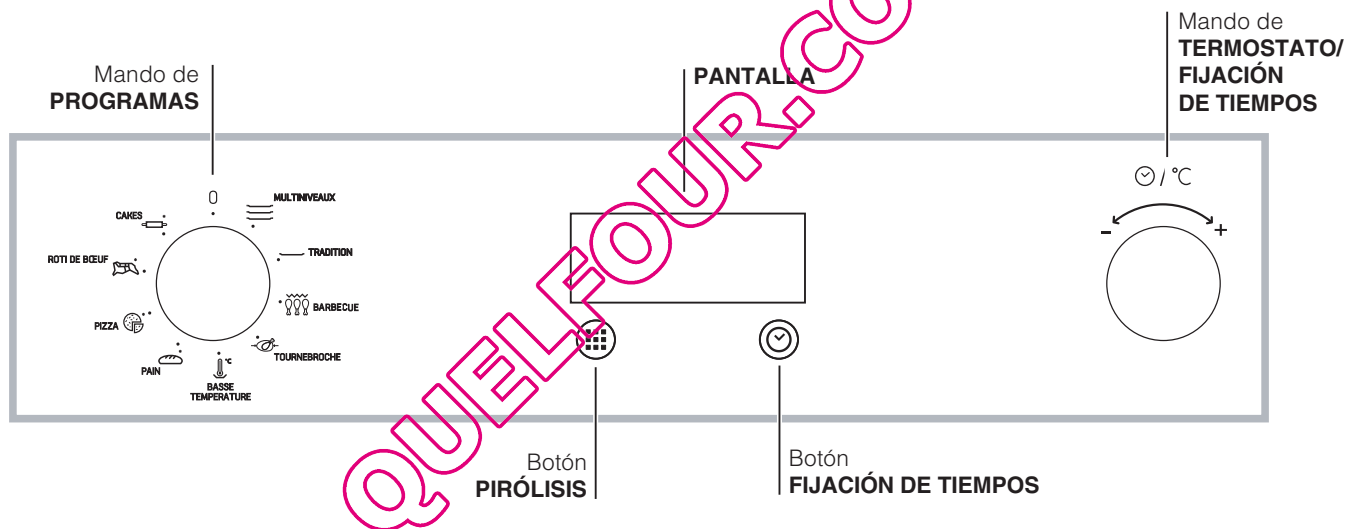 Mando de
PROGRAMAS
PANTALLA
Mando de
TERMOSTATO/
FIJACIÓN
DE TIEMPOS
0
MULTINIVEAUX
CAKES
TRADITION
ROTI DE BŒUF
BARBECUE
PIZZA
TOURNEBROCHE
PAIN
°C
BASSE
TEMPERATURE
/ °C
- +
Botón
PIRÓLISIS
Botón
FIJACIÓN DE TIEMPOS
QUELFOUR.CO